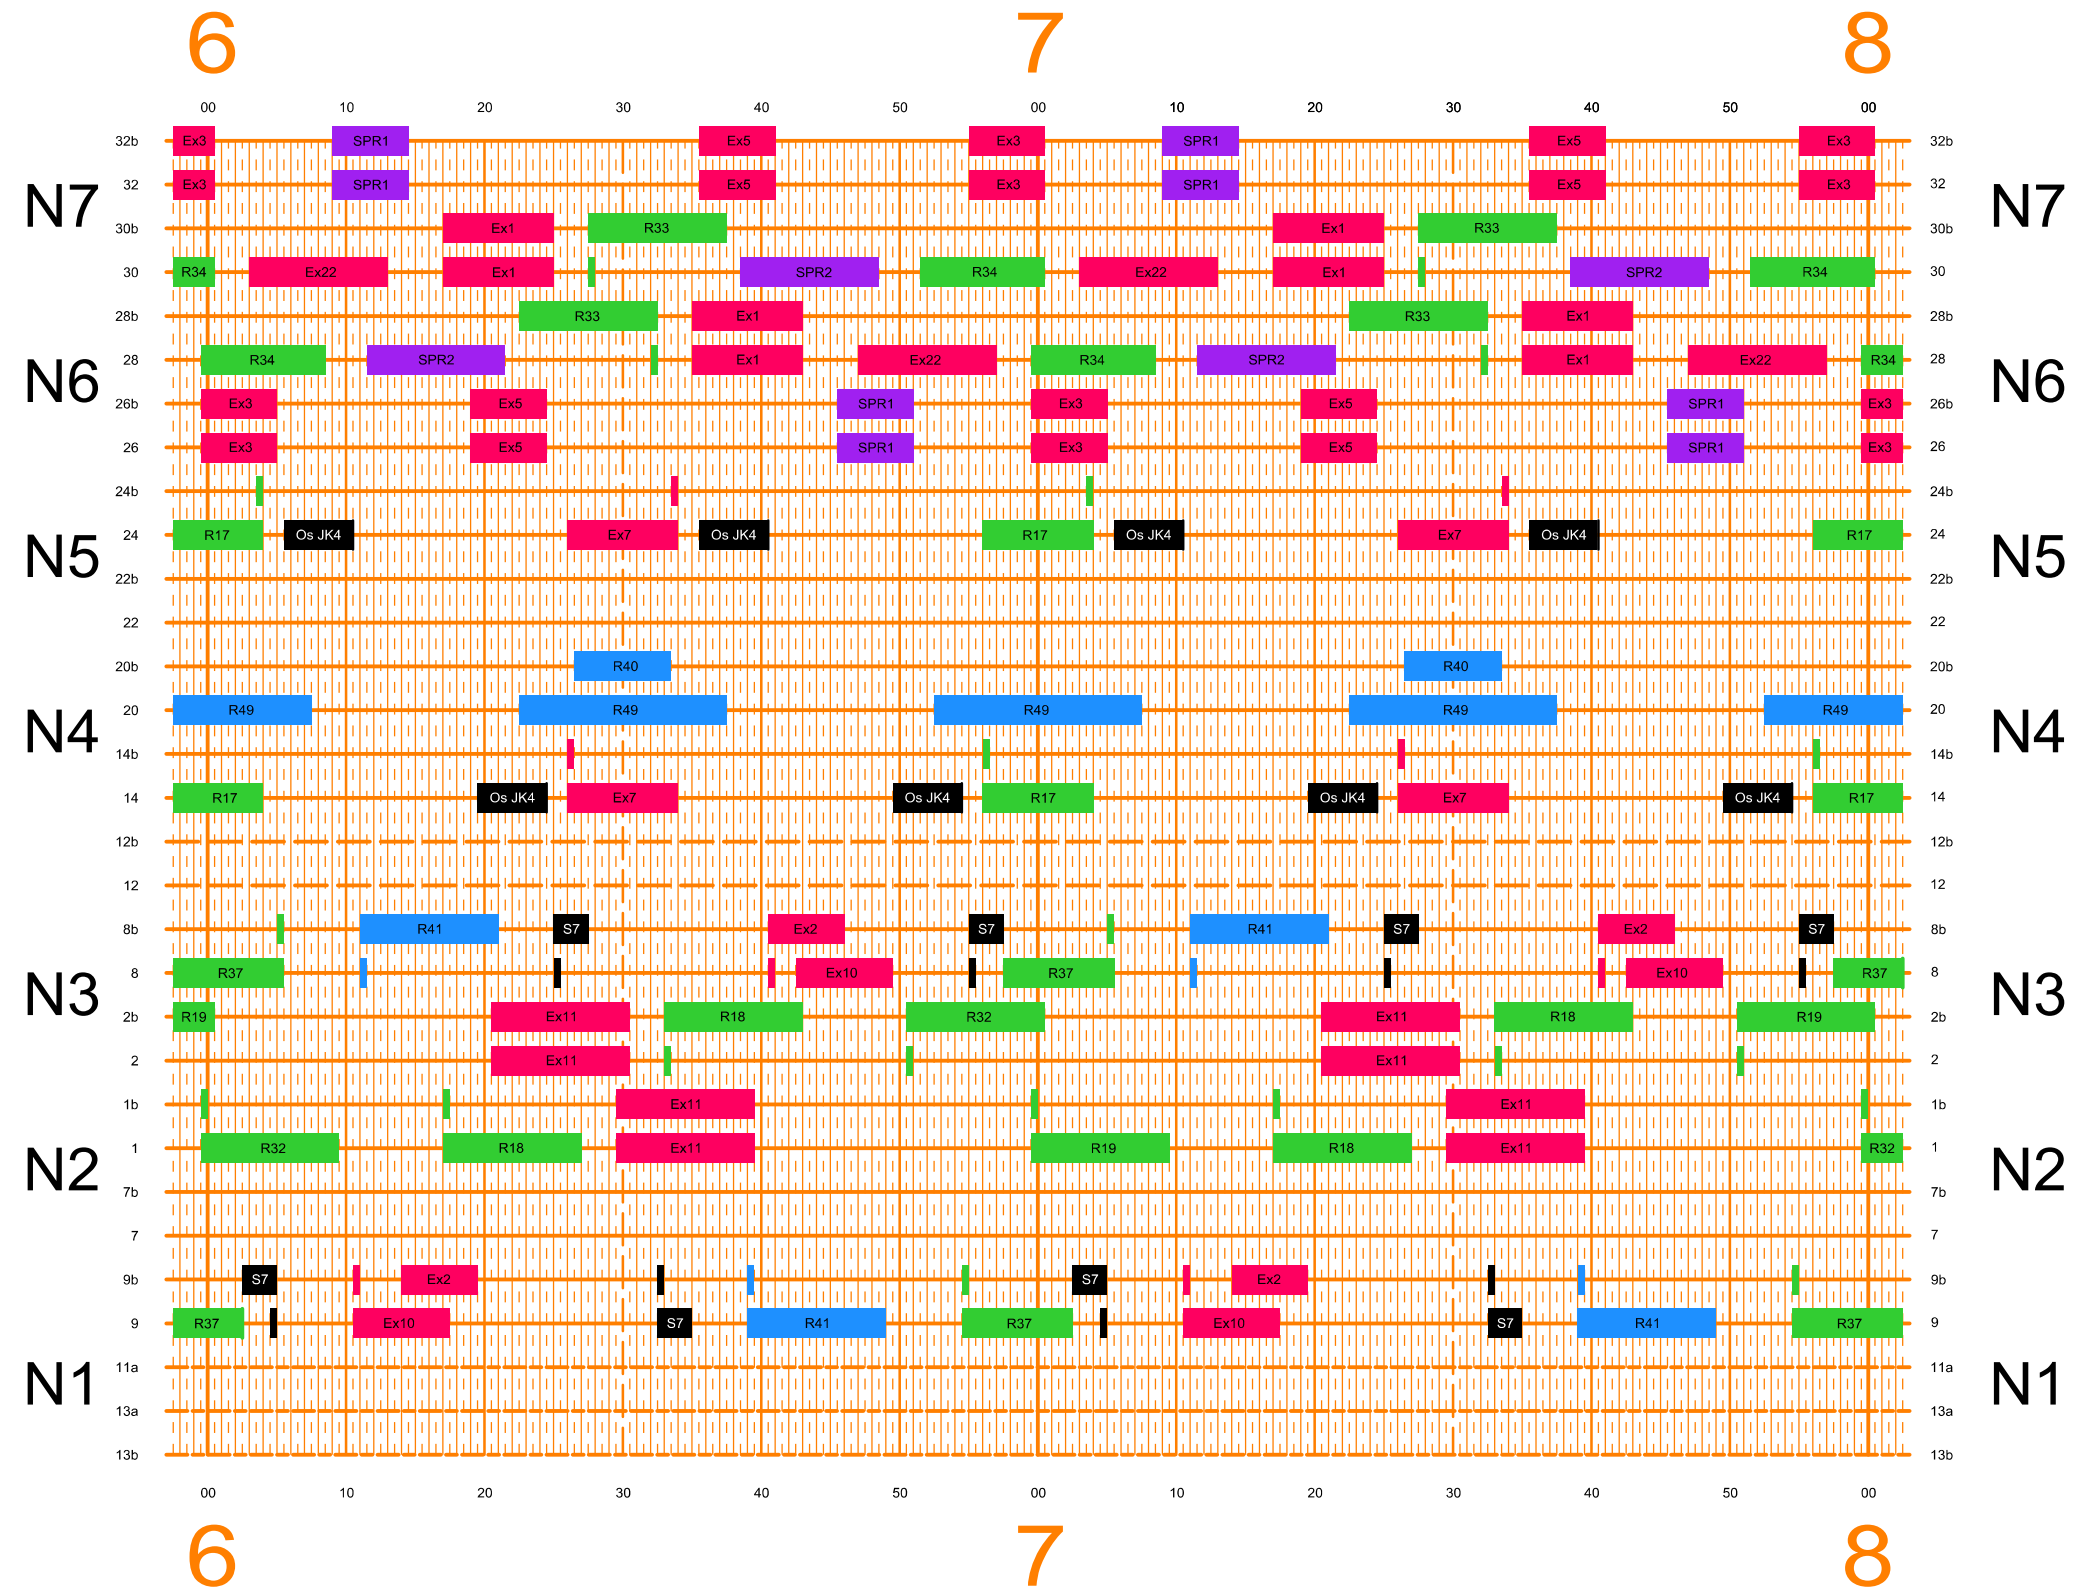 6 7 8
00 10 20 30 40 50 00 10 20 30 40 50 00
32b Ex3 SPR1 Ex5 Ex3 SPR1 Ex5 Ex3 32b
32 Ex3 SPR1 Ex5 Ex3 SPR1 Ex5 Ex3 32
N7 N7
30b Ex1 R33 Ex1 R33 30b
30 R34 Ex22 Ex1 SPR2 R34 Ex22 Ex1 SPR2 R34 30
28b R33 Ex1 R33 Ex1 28b
28 R34 SPR2 Ex1 Ex22 R34 SPR2 Ex1 Ex22 R34 28
N6 N6
26b Ex3 Ex5 SPR1 Ex3 Ex5 SPR1 Ex3 26b
26 Ex3 Ex5 SPR1 Ex3 Ex5 SPR1 Ex3 26
24b 24b
24 R17 Os JK4 Ex7 Os JK4 R17 Os JK4 Ex7 Os JK4 R17 24
N5 N5
22b 22b
22 22
20b R40 R40 20b
20 R49 R49 R49 R49 R49 20
N4 N4
14b 14b
14 R17 Os JK4 Ex7 Os JK4 R17 Os JK4 Ex7 Os JK4 R17 14
12b 12b
12 12
8b R41 S7 Ex2 S7 R41 S7 Ex2 S7 8b
8 R37 Ex10 R37 Ex10 R37 8
N3 N3
2b R19 Ex11 R18 R32 Ex11 R18 R19 2b
2 Ex11 Ex11 2
1b Ex11 Ex11 1b
1 R32 R18 Ex11 R19 R18 Ex11 R32 1
N2 N2
7b 7b
7 7
9b S7 Ex2 S7 Ex2 9b
9 R37 Ex10 S7 R41 R37 Ex10 S7 R41 R37 9
11a 11a
N1 N1
13a 13a
13b 13b
00 10 20 30 40 50 00 10 20 30 40 50 00
6 7 8